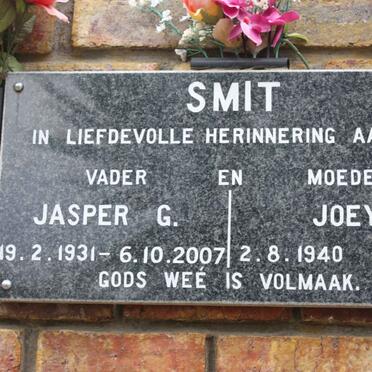 SMIT
IN LIEFDEVOLLE HERINNERING AA
VADER EN MOEDE
JASPER G. JOEY
19.2.1931 - 6.10.2007 2.8.1940
GODS WEÉ IS VOLMAAK.